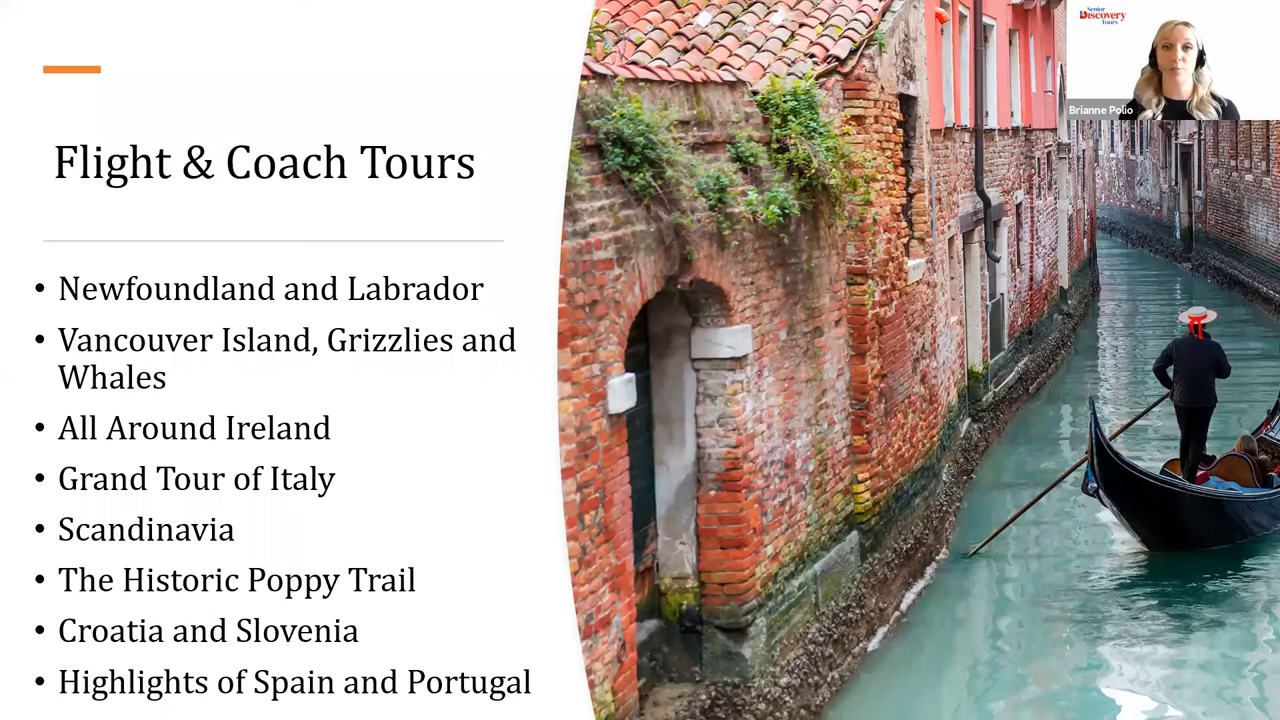 Flight & Coach Tours
• Newfoundland and Labrador
• Vancouver Island, Grizzlies and
Whales
• All Around Ireland
• Grand Tour of Italy
• Scandinavia
• The Historic Poppy Trail
• Croatia and Slovenia
• Highlights of Spain and Portugal
Senior
Discovery
Tours
Brianne Polio